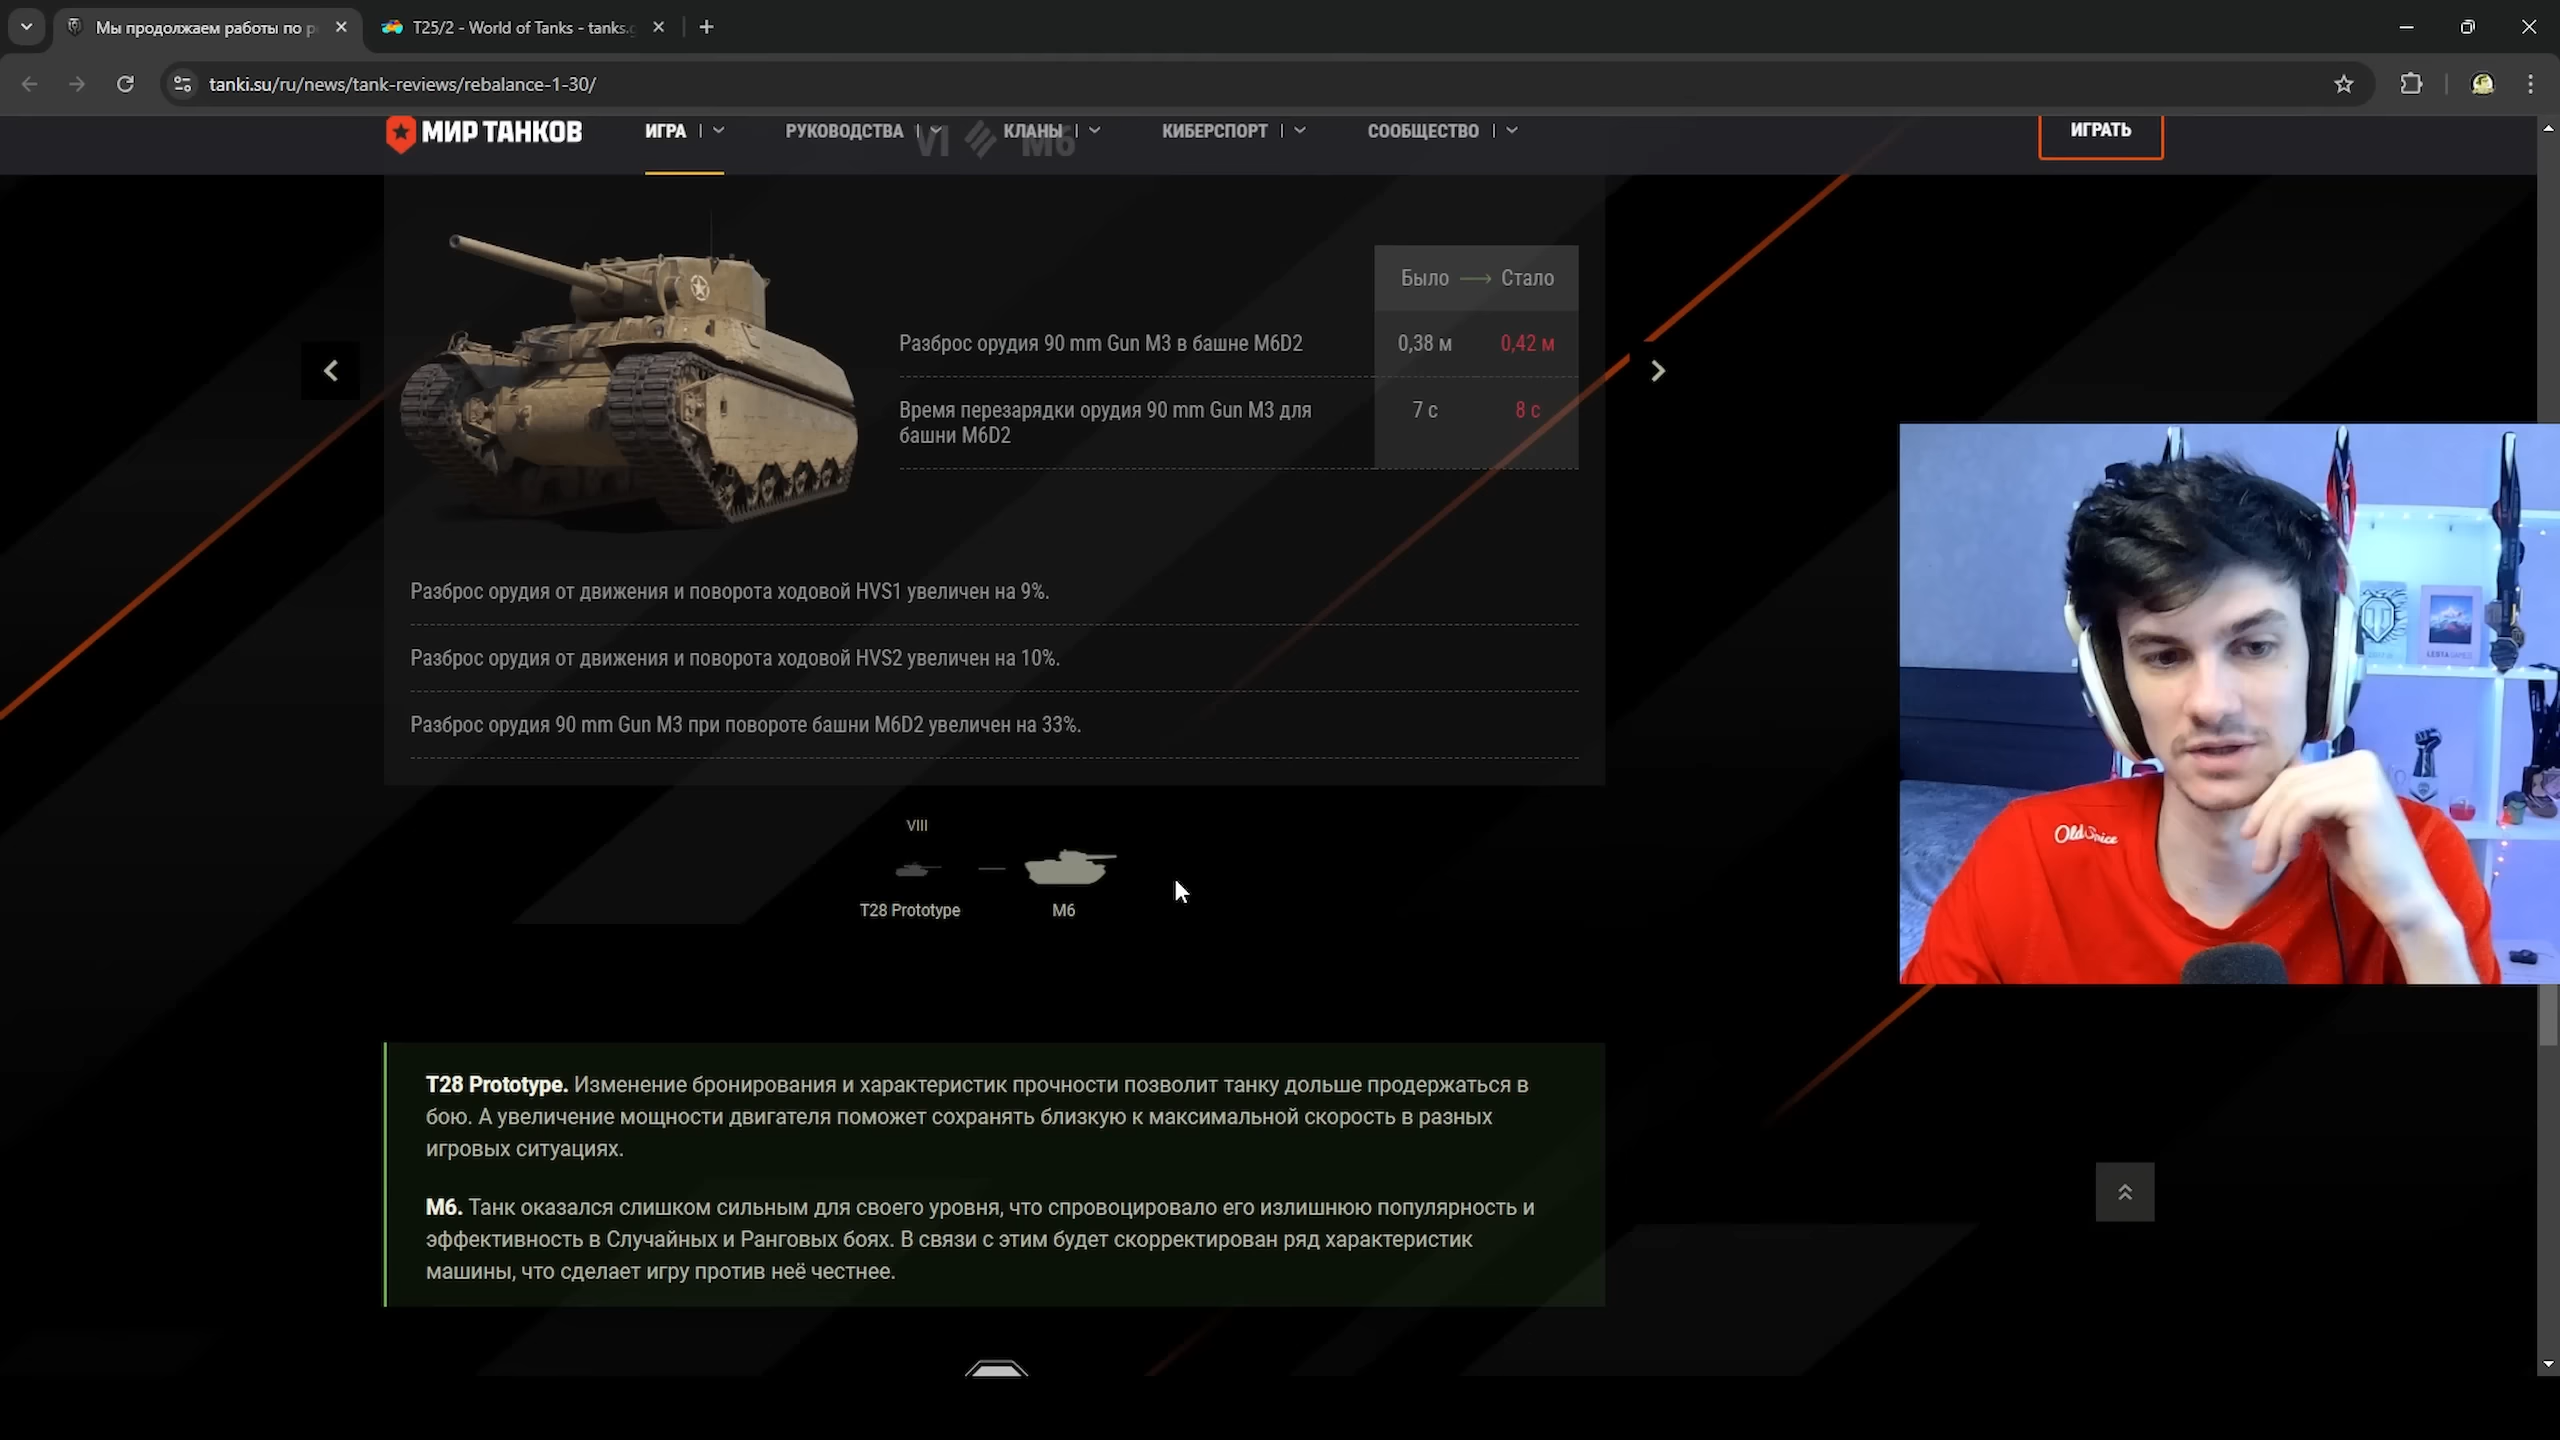 Мы продолжаем работы по р
T25/2 - World of Tanks - tanks.g
tanki.su/ru/news/tank-reviews/rebalance-1-30/
МИР ТАНКОВ
ИГРА
РУКОВОДСТВА
КЛАНЫ
КИБЕРСПОРТ
СООБЩЕСТВО
ИГРАТЬ
VI M6
Было Стало
Разброс орудия 90 mm Gun M3 в башне M6D2 0,38 м 0,42 м
Время перезарядки орудия 90 mm Gun M3 для 7 с 8 с
башни M6D2
Разброс орудия от движения и поворота ходовой HVS1 увеличен на 9%.
Разброс орудия от движения и поворота ходовой HVS2 увеличен на 10%.
Разброс орудия 90 mm Gun M3 при повороте башни M6D2 увеличен на 33%.
VIII
T28 Prototype
M6
Old Spice
LESTA GAMES
T28 Prototype. Изменение бронирования и характеристик прочности позволит танку дольше продержаться в
бою. А увеличение мощности двигателя поможет сохранять близкую к максимальной скорость в разных
игровых ситуациях.
M6. Танк оказался слишком сильным для своего уровня, что спровоцировало его излишнюю популярность и
эффективность в Случайных и Ранговых боях. В связи с этим будет скорректирован ряд характеристик
машины, что сделает игру против неё честнее.